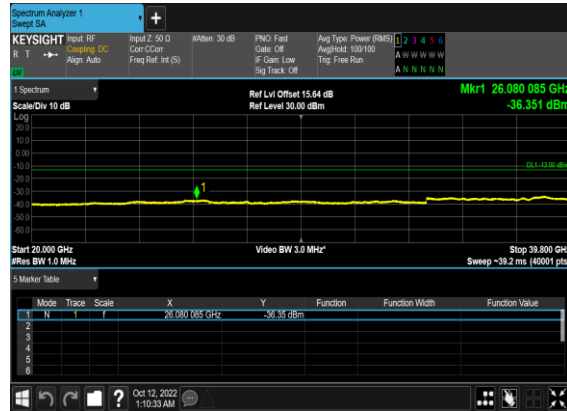 Spectrum Analyzer 1
Swept SA
KEYSIGHT Input: RF Input Z: 50 Ω #Atten: 30 dB PNO: Fast Avg Type: Power (RMS) 1 2 3 4 5 6
R T Coupling: DC Corr CCorr Gate: Off Avg|Hold: 100/100 A W W W W W
Align: Auto Freq Ref: Int (S) IF Gain: Low Trig: Free Run
Sig Track: Off A N N N N N
1 Spectrum Ref Lvl Offset 15.64 dB Mkr1 26.080 085 GHz
Scale/Div 10 dB Ref Level 30.00 dBm -36.351 dBm
Log
20.0
10.0
0.00
-10.0
DL1 -13.00 dBm
-20.0
-30.0
1
-40.0
-50.0
-60.0
Start 20.000 GHz Video BW 3.0 MHz* Stop 39.800 GHz
#Res BW 1.0 MHz Sweep ~39.2 ms (40001 pts)
5 Marker Table
Mode Trace Scale X Y Function Function Width Function Value
1 N 1 f 26.080 085 GHz -36.35 dBm
2
3
4
5
6
? Oct 12, 2022
1:10:33 AM